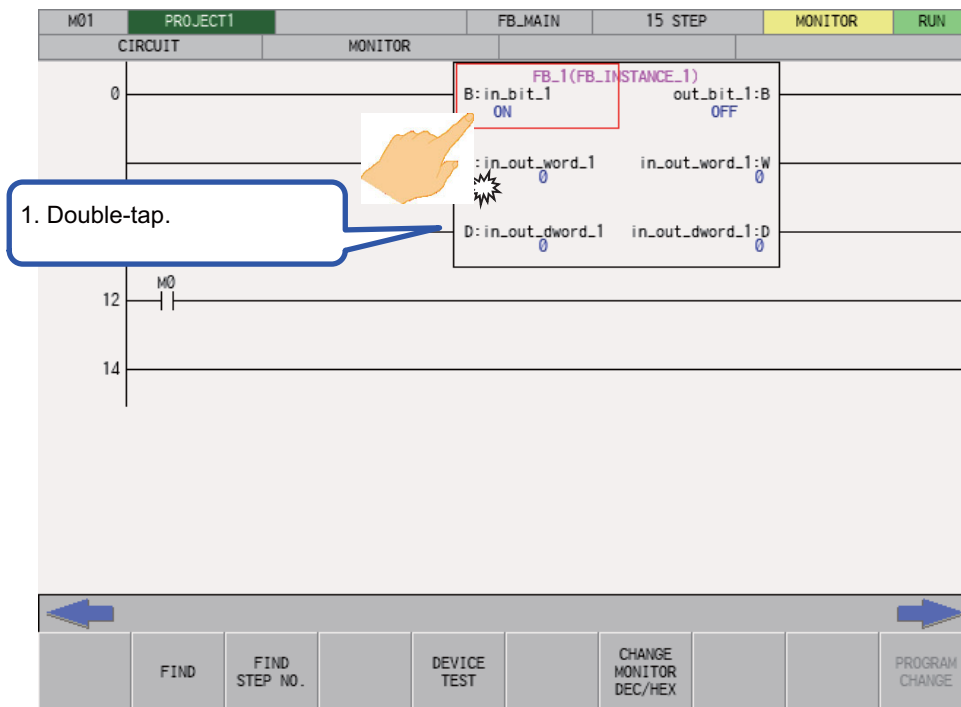 M01 PROJECT1 FB_MAIN 15 STEP MONITOR RUN
CIRCUIT MONITOR
FB_1(FB_INSTANCE_1)
0 B:in_bit_1 out_bit_1:B
ON OFF
:in_out_word_1 in_out_word_1:W
0 0
1. Double-tap.
D:in_out_dword_1 in_out_dword_1:D
0 0
M0
12
14
FIND FIND STEP NO. DEVICE TEST CHANGE MONITOR DEC/HEX PROGRAM CHANGE